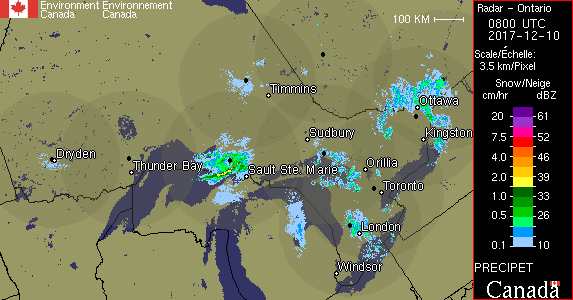 Environment Environnement
Canada Canada
100 KM
Radar - Ontario
0800 UTC
2017-12-10
Scale/Échelle:
3.5 km/Pixel
Snow/Neige
cm/hr dBZ
20 61
7.5 57
5.0 52
4.0 46
2.0 39
1.0 33
0.5 26
0.1 10
PRECIPET
Canada
Timmins
Ottawa
Sudbury
Kingston
Dryden
Thunder Bay
Sault Ste. Marie
Orillia
Toronto
London
Windsor